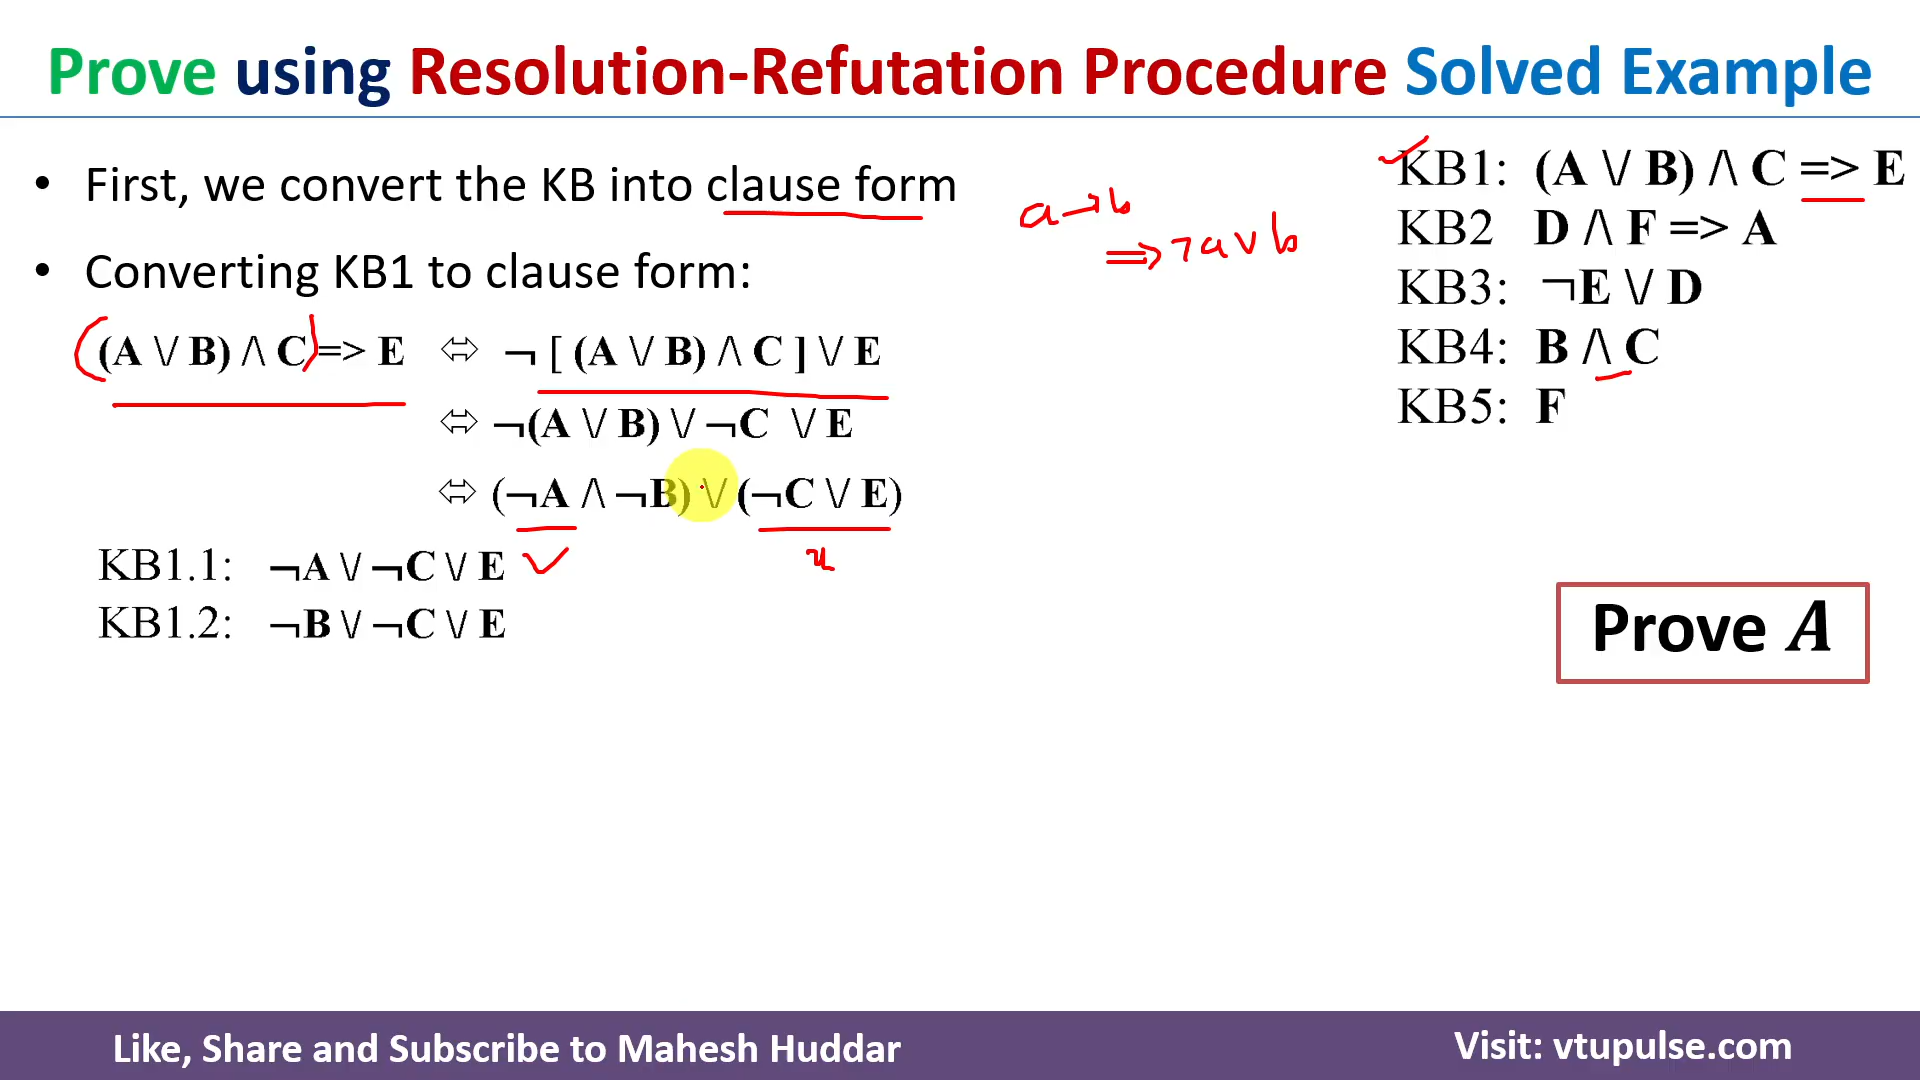 Prove using Resolution-Refutation Procedure Solved Example
• First, we convert the KB into clause form
• Converting KB1 to clause form:
(A \/ B) /\ C => E ⇔ ¬ [ (A \/ B) /\ C ] \/ E
⇔ ¬(A \/ B) \/ ¬C \/ E
⇔ (¬A /\ ¬B) \/ (¬C \/ E)
KB1.1: ¬A \/ ¬C \/ E
KB1.2: ¬B \/ ¬C \/ E
a → b
⇒ ¬a ∨ b
x
KB1: (A \/ B) /\ C => E
KB2 D /\ F => A
KB3: ¬E \/ D
KB4: B /\ C
KB5: F
Prove A
Like, Share and Subscribe to Mahesh Huddar
Visit: vtupulse.com